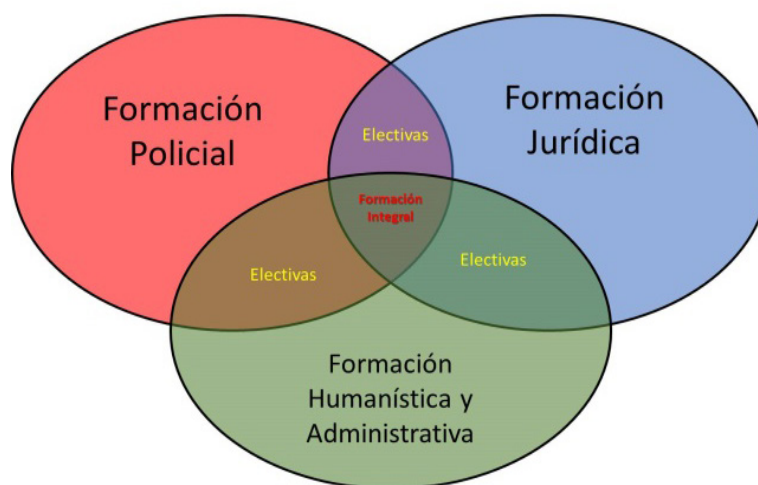 Formación
Policial
Formación
Jurídica
Electivas
Formación
Integral
Electivas
Electivas
Formación
Humanística y
Administrativa